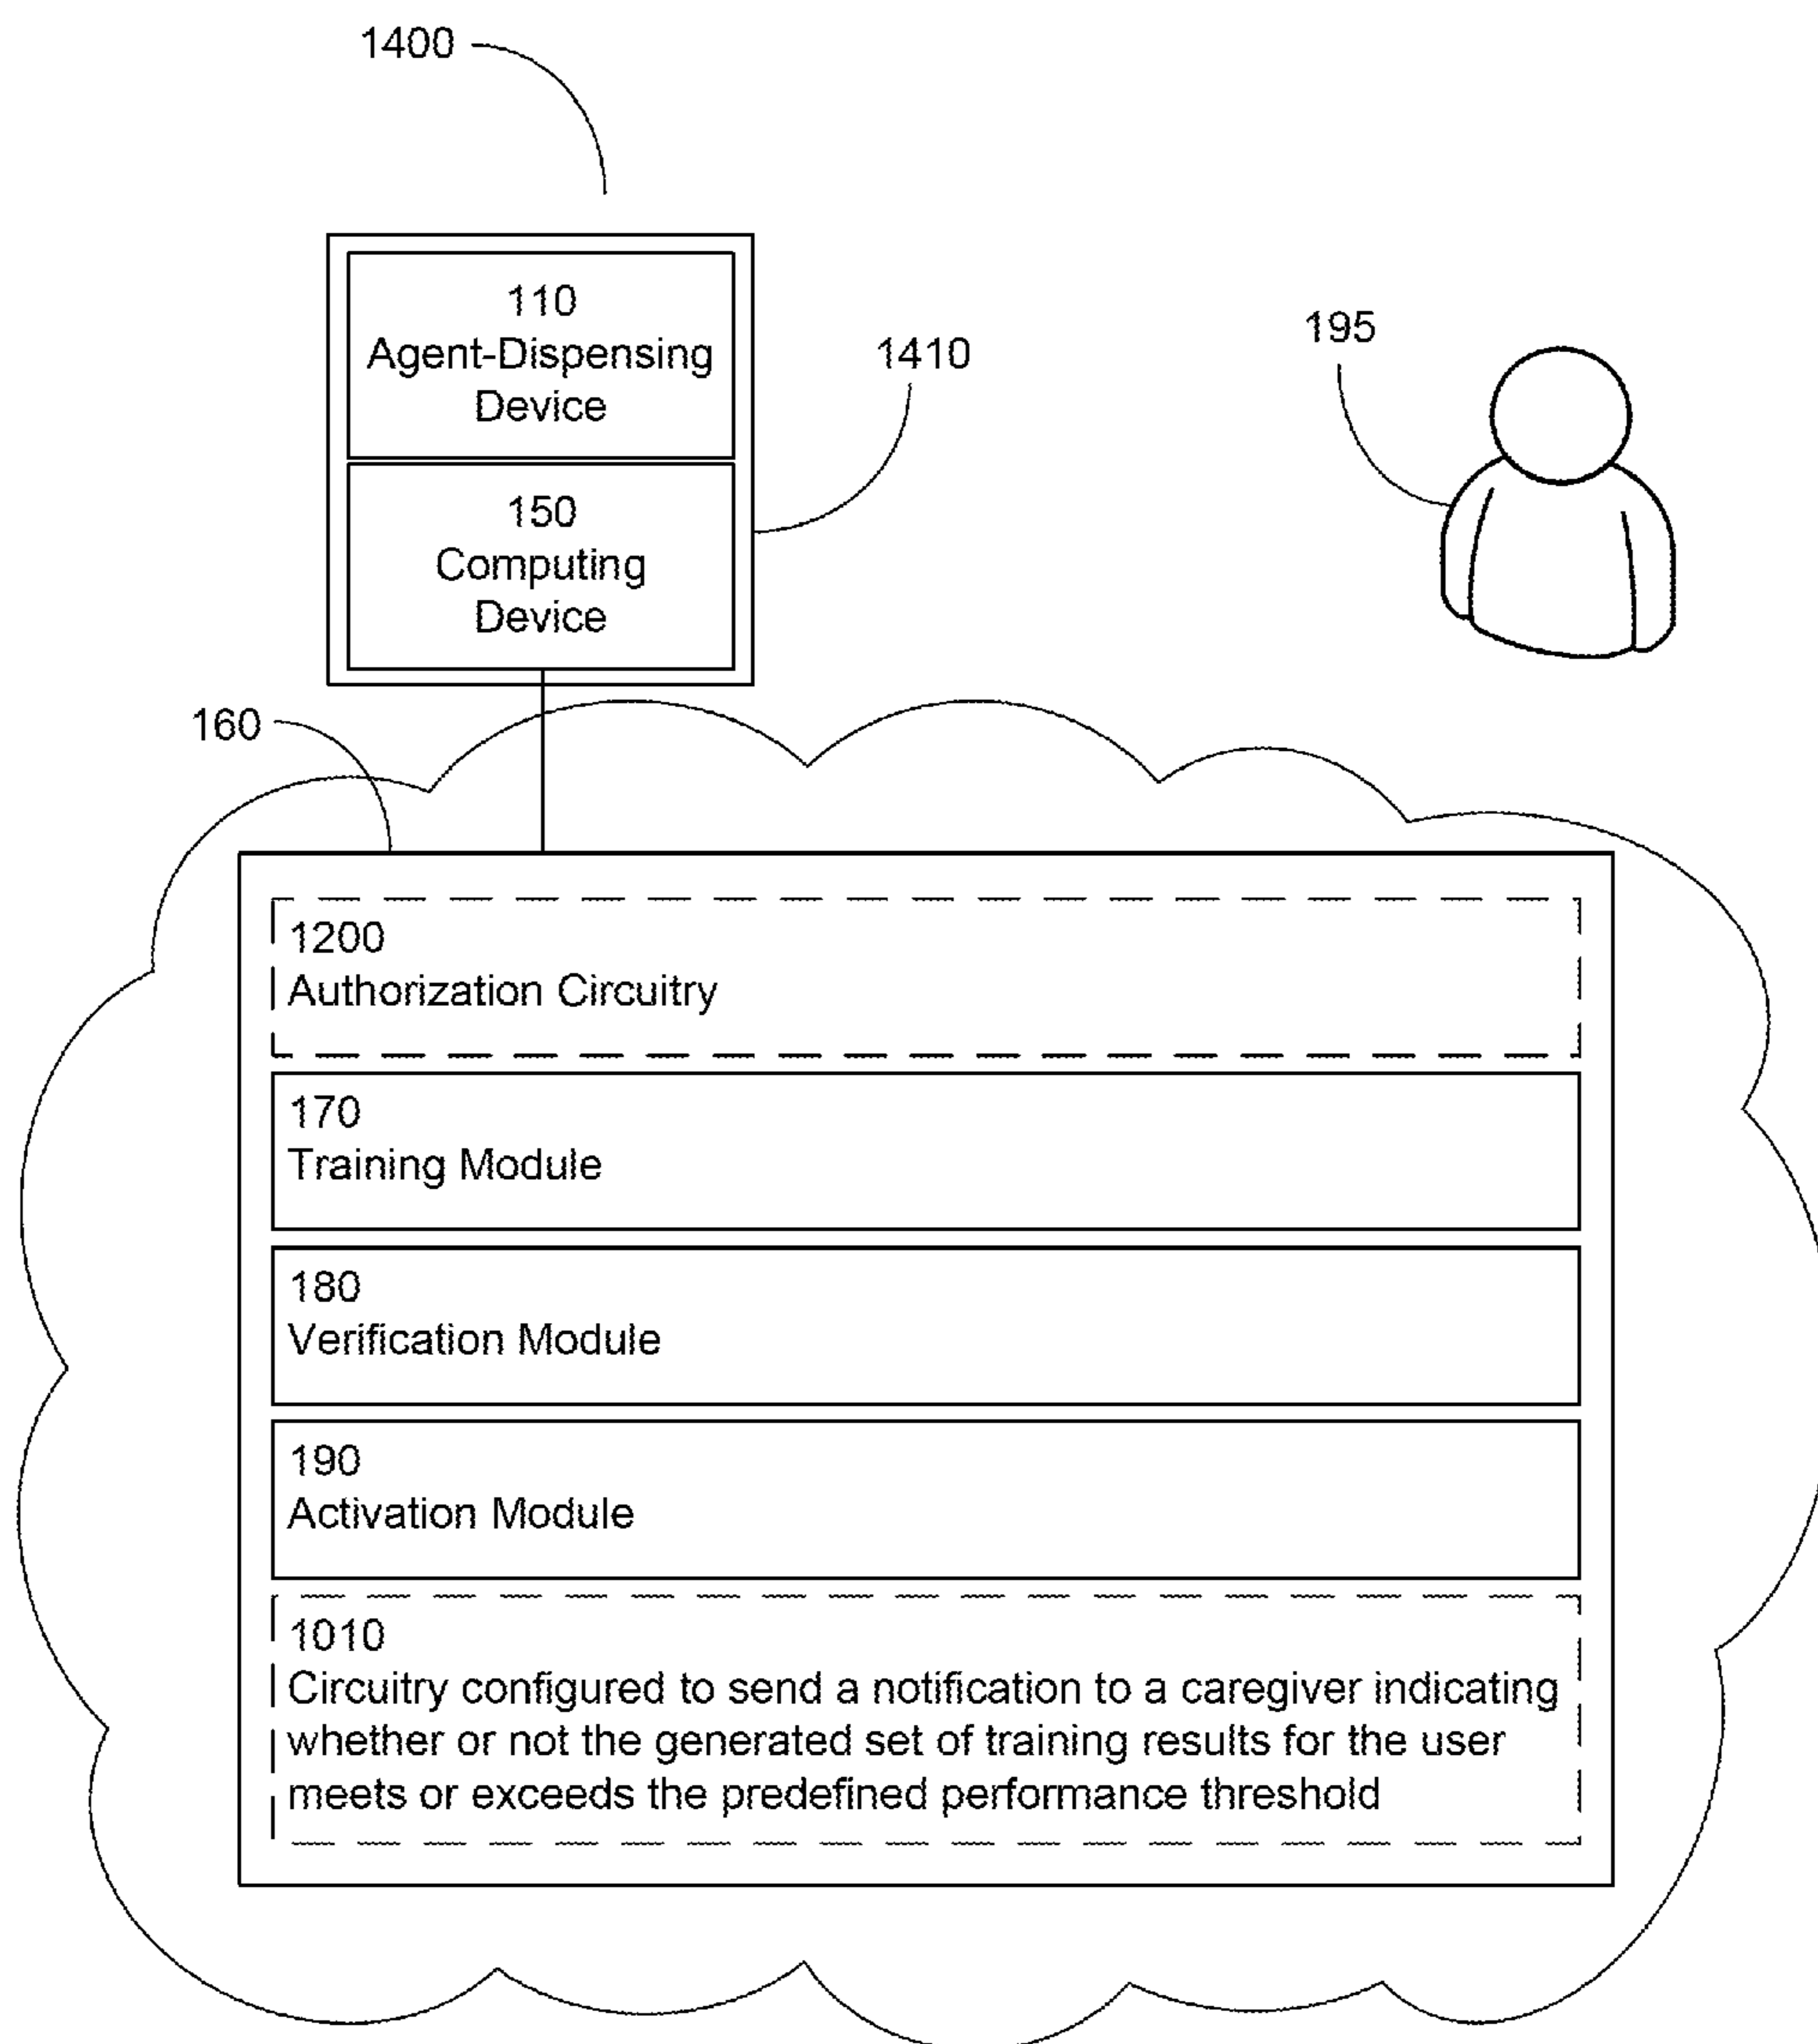 1400
110
Agent-Dispensing
Device
1410
195
150
Computing
Device
160
1200
Authorization Circuitry
170
Training Module
180
Verification Module
190
Activation Module
1010
Circuitry configured to send a notification to a caregiver indicating
whether or not the generated set of training results for the user
meets or exceeds the predefined performance threshold